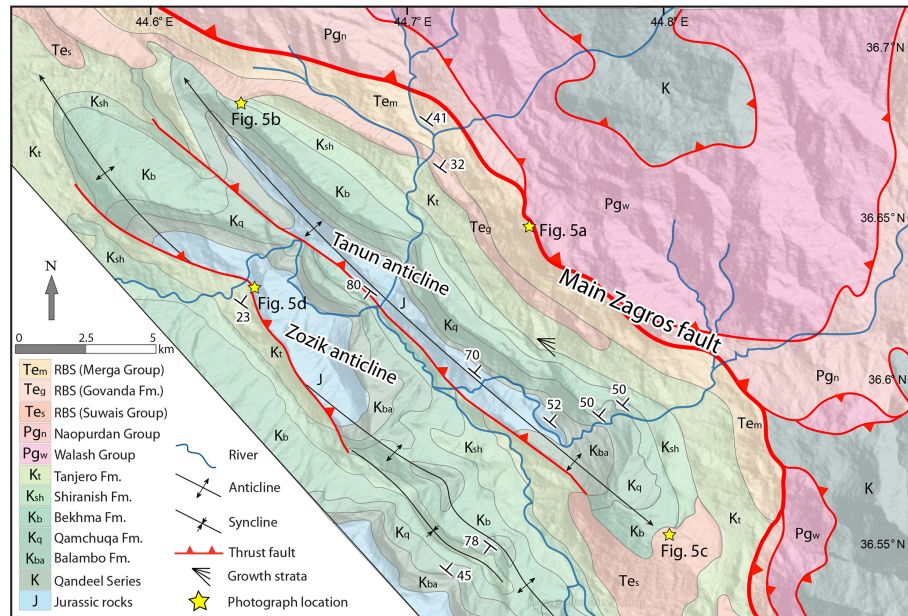 44.6° E
44.7° E
44.8° E
36.7° N
Tes
Pgn
K
Ksh
Fig. 5b
Tem
41
Kt
Ksh
32
Kb
Kb
Kt
Pgw
36.65° N
Kq
Teg
Fig. 5a
Ksh
Tanun anticline
Main Zagros fault
80
J
Fig. 5d
23
Kq
N
Zozik anticline
Kt
0 2.5 5
km
70
Pgn
36.6° N
J
Kba
52
50
50
Tem
Kb
Ksh
Kba
Ksh
K
Kq
Kb
Kb
Kt
Pgw
78
Fig. 5c
36.55° N
45
Kba
Tes
Tem RBS (Merga Group)
Teg RBS (Govanda Fm.)
Tes RBS (Suwais Group)
Pgn Naopurdan Group
Pgw Walash Group
Kt Tanjero Fm.
Ksh Shiranish Fm.
Kb Bekhma Fm.
Kq Qamchuqa Fm.
Kba Balambo Fm.
K Qandeel Series
J Jurassic rocks
River
Anticline
Syncline
Thrust fault
Growth strata
Photograph location